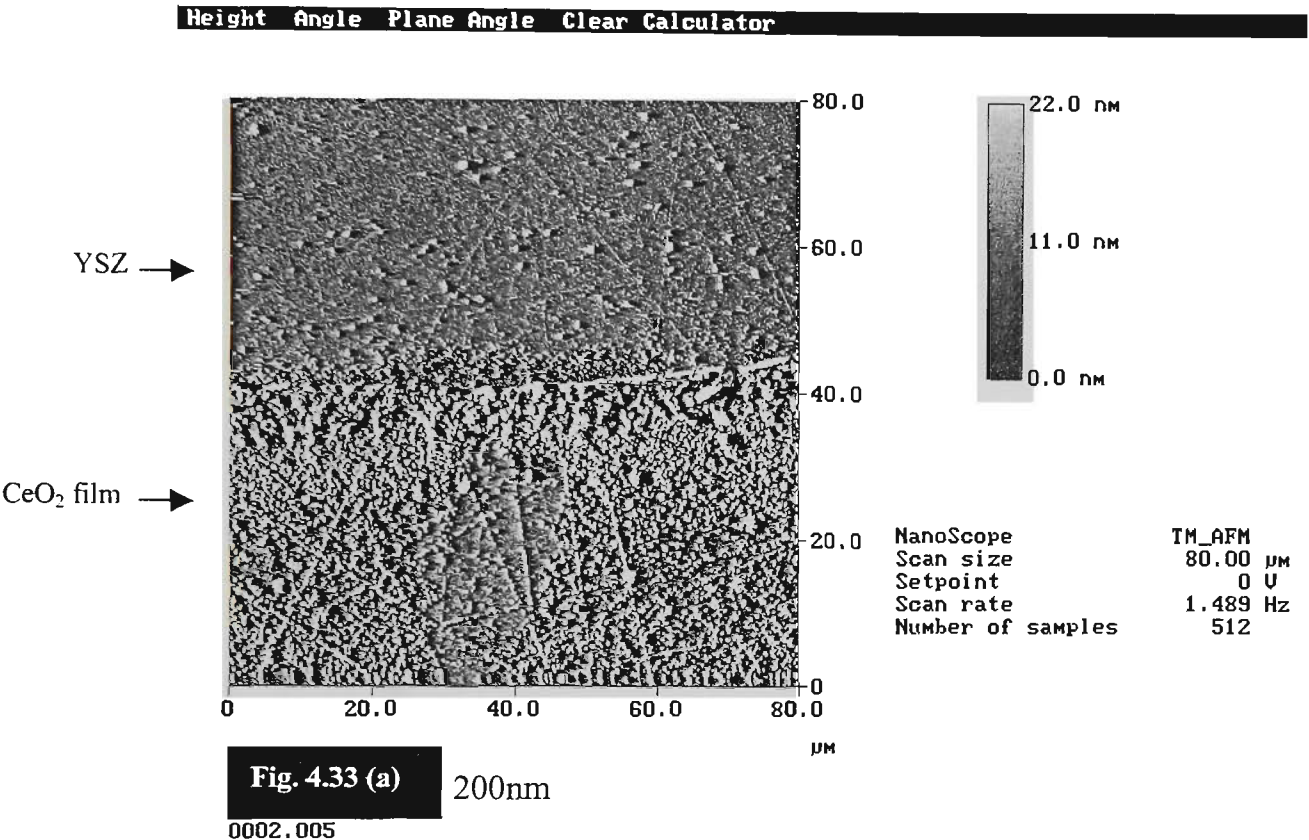 Height Angle Plane Angle Clear Calculator
80.0
22.0 nm
11.0 nm
0.0 nm
60.0
YSZ
40.0
CeO₂ film
20.0
NanoScope TM_AFM
Scan size 80.00 µm
Setpoint 0 V
Scan rate 1.489 Hz
Number of samples 512
0
0 20.0 40.0 60.0 80.0
µm
Fig. 4.33 (a) 200nm
0002.005